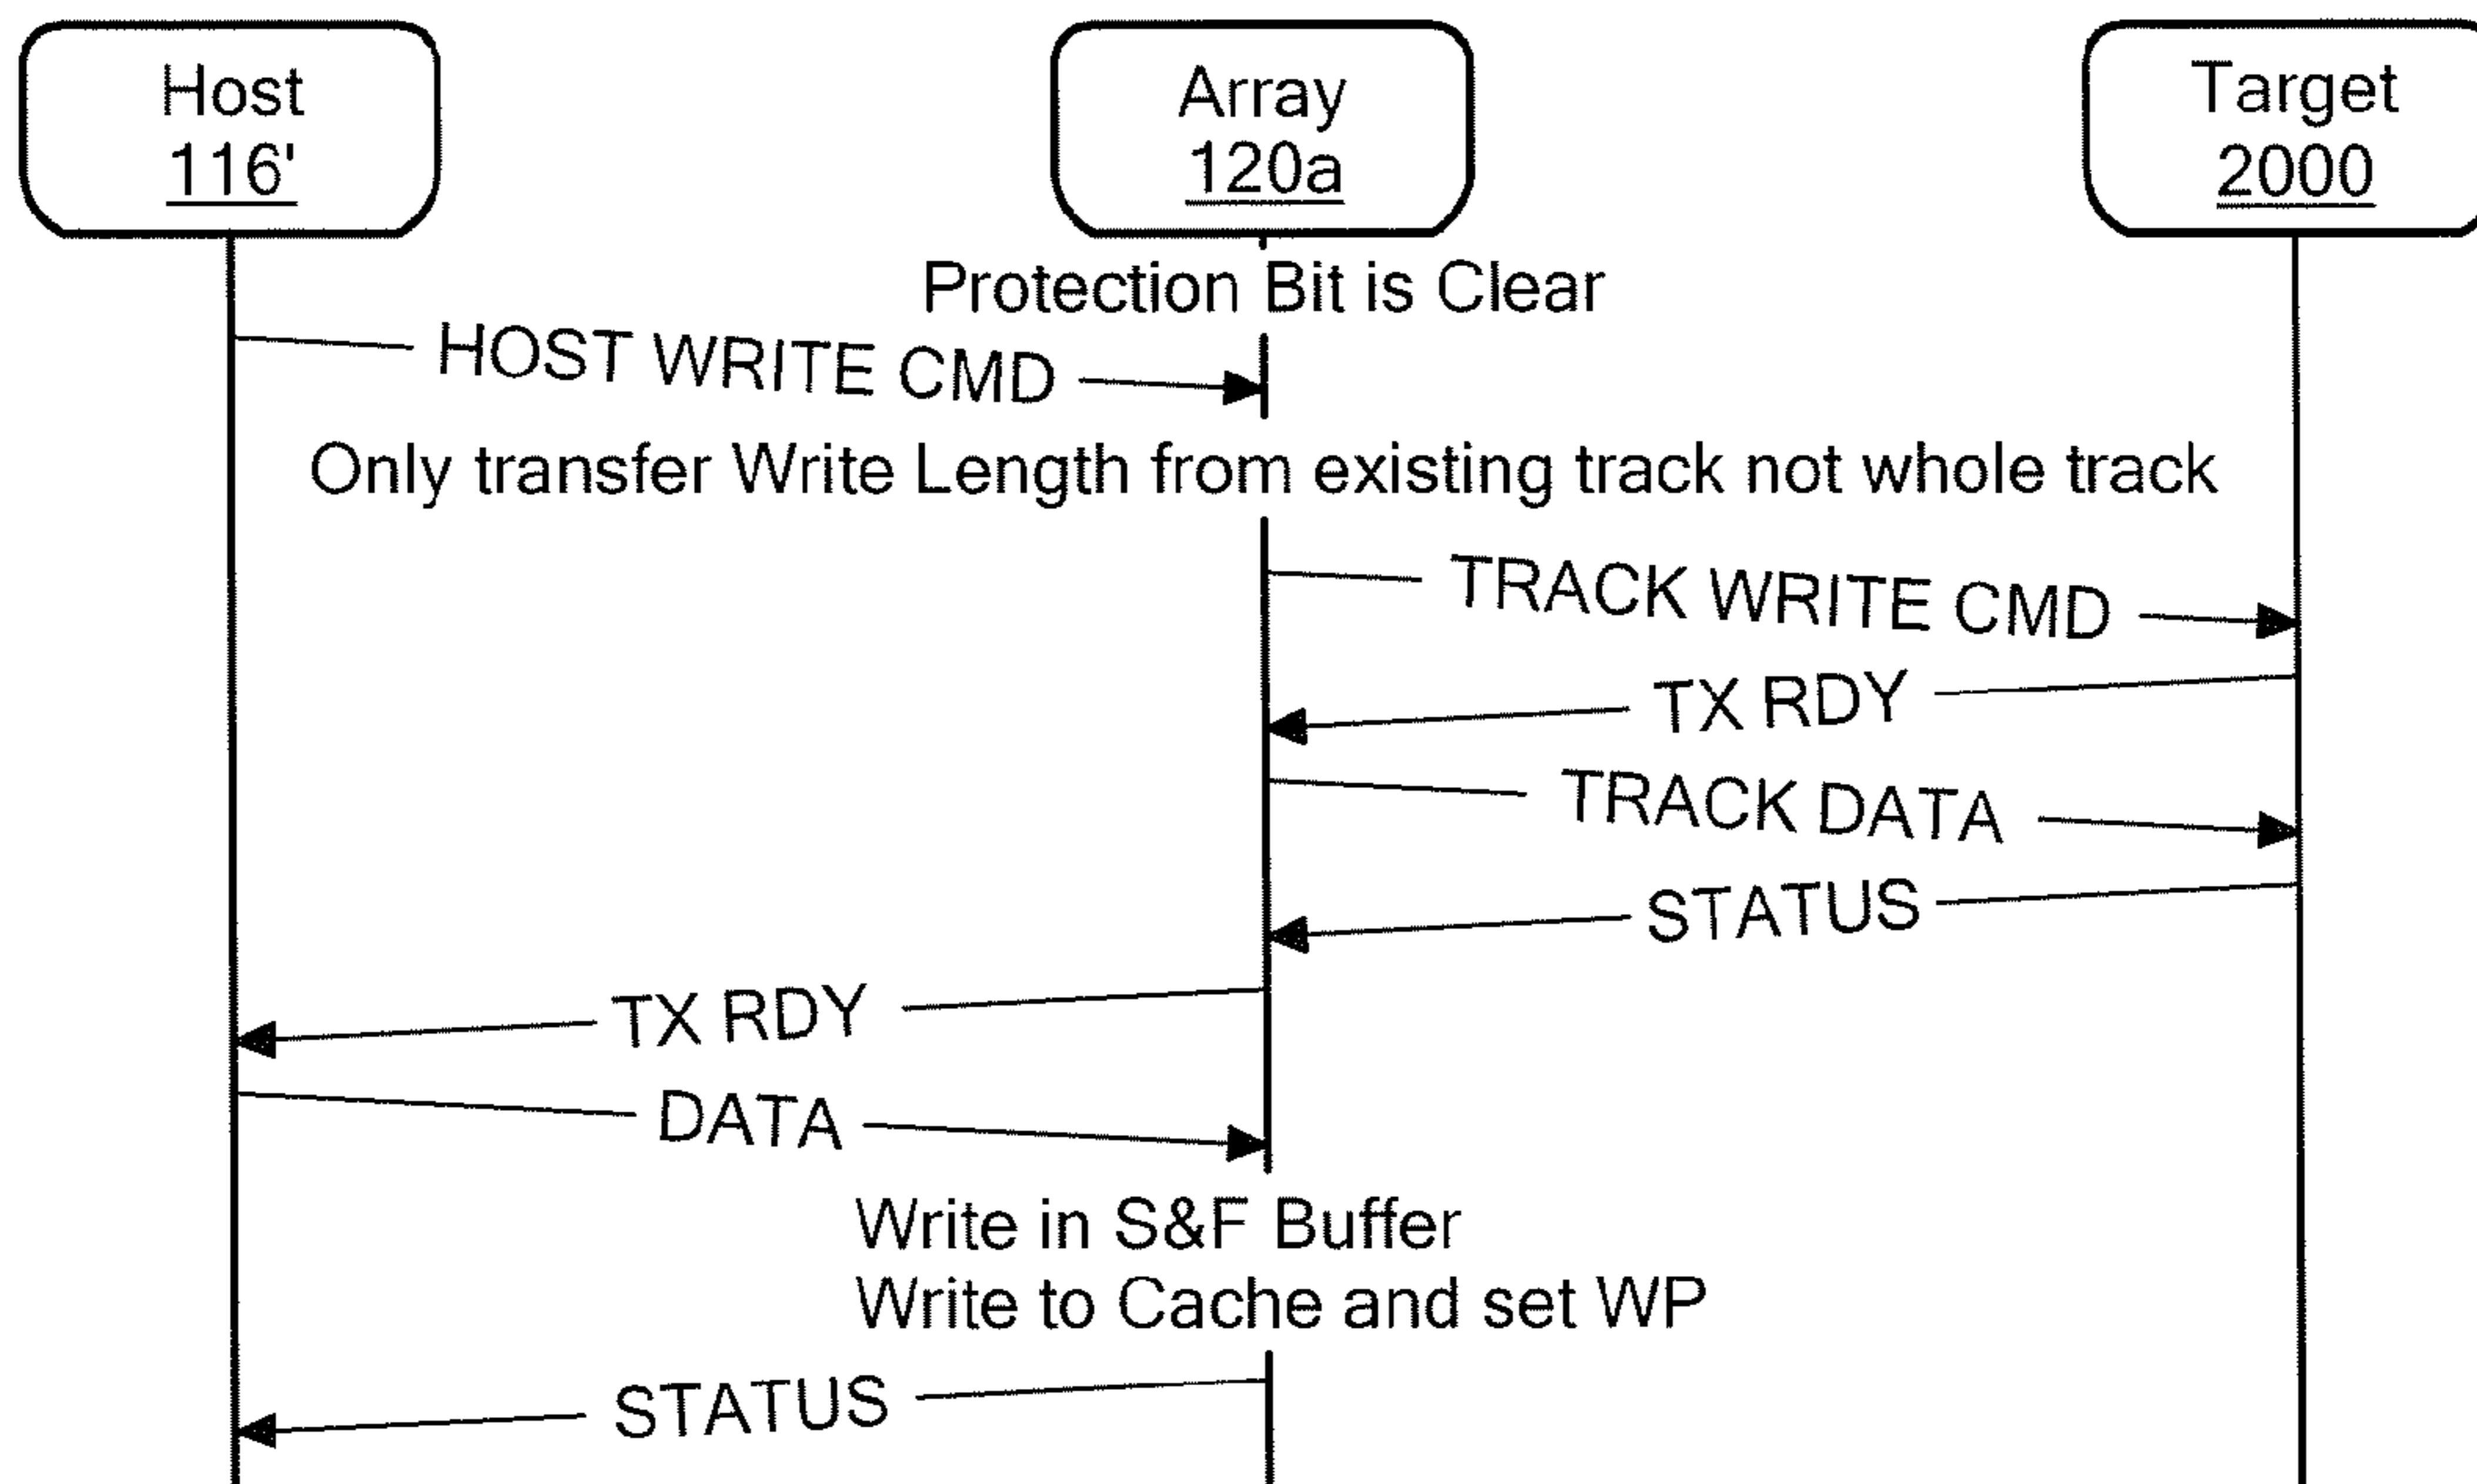 Host
116'
Array
120a
Target
2000
Protection Bit is Clear
HOST WRITE CMD
Only transfer Write Length from existing track not whole track
TRACK WRITE CMD
TX RDY
TRACK DATA
STATUS
TX RDY
DATA
Write in S&F Buffer
Write to Cache and set WP
STATUS